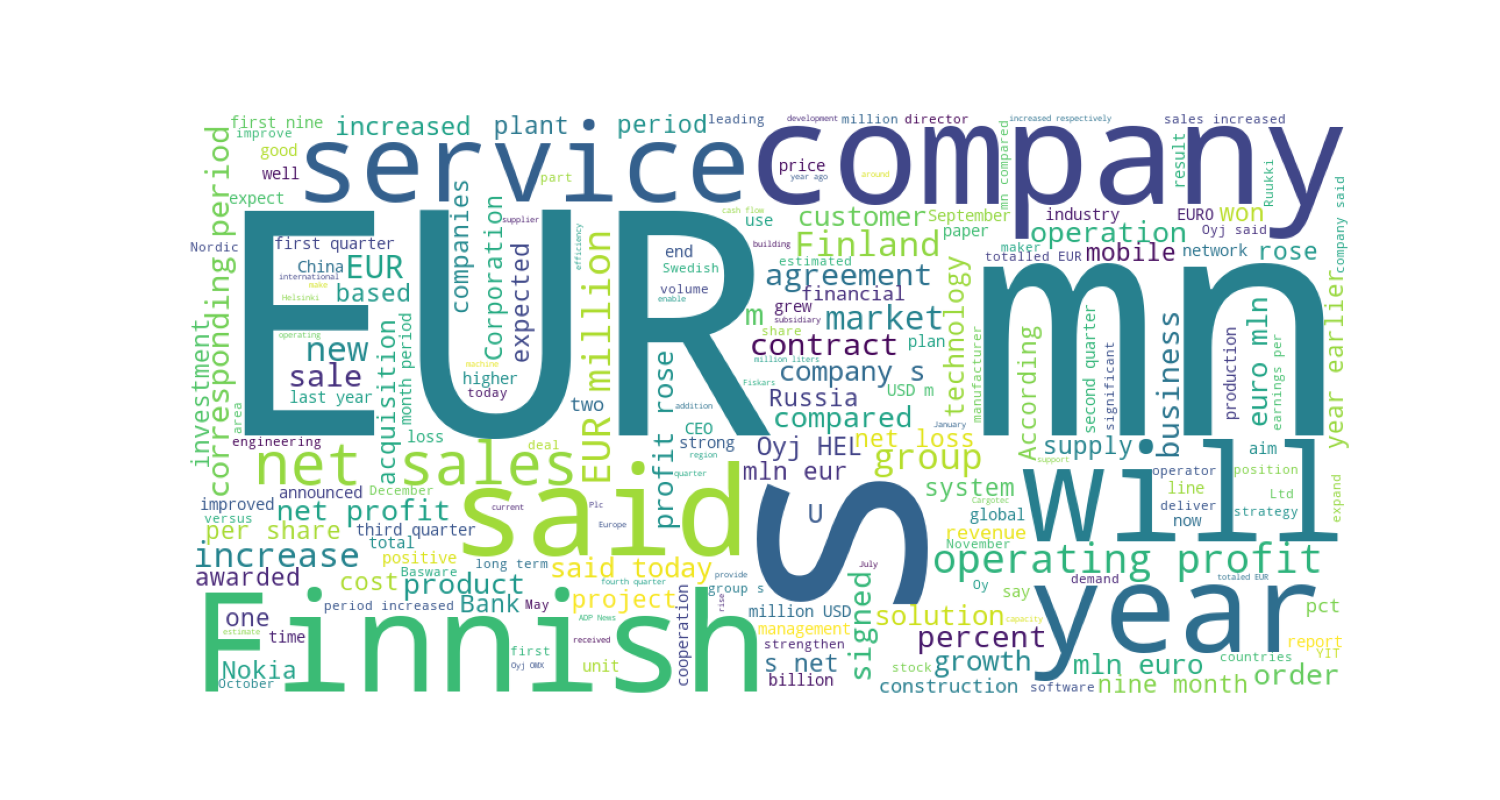 first nine
improve
increased
plant
period
leading
development
million
director
increased respectively
sales increased
good
well
expect
service
part
company
price
year ago
around
mn compared
result
Ruukki
company said
corresponding period
Nordic
first quarter
China
EUR
international
make
Helsinki
based
operating
companies
Corporation
supplier
expected
efficiency
EUR million
cash flow
customer
use
building
September
paper
Finland
estimated
industry
EURO
won
Oyj said
operation
maker
totalled EUR
mobile
network
rose
end
Swedish
volume
enable
EUR
agreement
financial
m
grew
subsidiary
share
market
plan
technology
mn
investment
new
sale
last year
area
acquisition
month period
machine
higher
today
two
profit rose
million liters
Fiskars
contract
company s
USD m
Russia
compared
manufacturer
According
second quarter
significant
business
production
euro mln
earnings per
year earlier
engineering
loss
deal
addition
CEO
strong
region
quarter
January
Oyj HEL
net loss
mln eur
group
support
supply
aim
net sales
announced
December
improved
versus
net profit
third quarter
current
said
Plc
Europe
S
U
system
Cargotec
global
revenue
November
operator
position
line
Ltd
deliver
now
strategy
expand
will
per share
total
increase
positive
Basware
long term
awarded
cost
product
said today
fourth quarter
provide
group s
July
operating profit
Oy
say
demand
totaled EUR
period increased
Bank
May
project
ADP News
cooperation
rise
million USD
management
strengthen
solution
signed
capacity
percent
year
pct
one
estimate
time
Finnish
received
first
Oyj OMX
unit
s net
billion
stock
growth
construction
software
mln euro
nine month
countries
report
YIT
order
Nokia
October